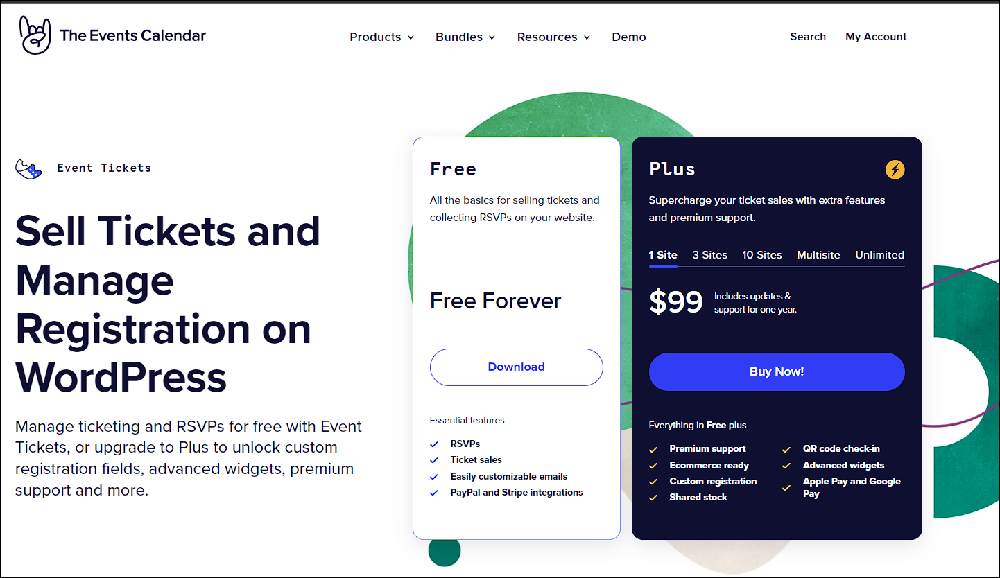 The Events Calendar
Products
Bundles
Resources
Demo
Search
My Account
Event Tickets
Sell Tickets and
Manage
Registration on
WordPress
Manage ticketing and RSVPs for free with Event
Tickets, or upgrade to Plus to unlock custom
registration fields, advanced widgets, premium
support and more.
Free
All the basics for selling tickets and
collecting RSVPs on your website.
Free Forever
Download
Essential features
RSVPs
Ticket sales
Easily customizable emails
PayPal and Stripe integrations
Plus
Supercharge your ticket sales with extra features
and premium support.
1 Site 3 Sites 10 Sites Multisite Unlimited
$99
Includes updates &
support for one year.
Buy Now!
Everything in Free plus
Premium support
Ecommerce ready
Custom registration
Shared stock
QR code check-in
Advanced widgets
Apple Pay and Google
Pay